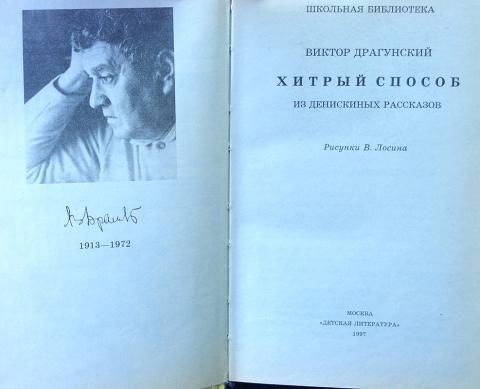 1913—1972
ШКОЛЬНАЯ БИБЛИОТЕКА
ВИКТОР ДРАГУНСКИЙ
ХИТРЫЙ СПОСОБ
ИЗ ДЕНИСКИНЫХ РАССКАЗОВ
Рисунки В. Лосина
МОСКВА
«ДЕТСКАЯ ЛИТЕРАТУРА»
1997